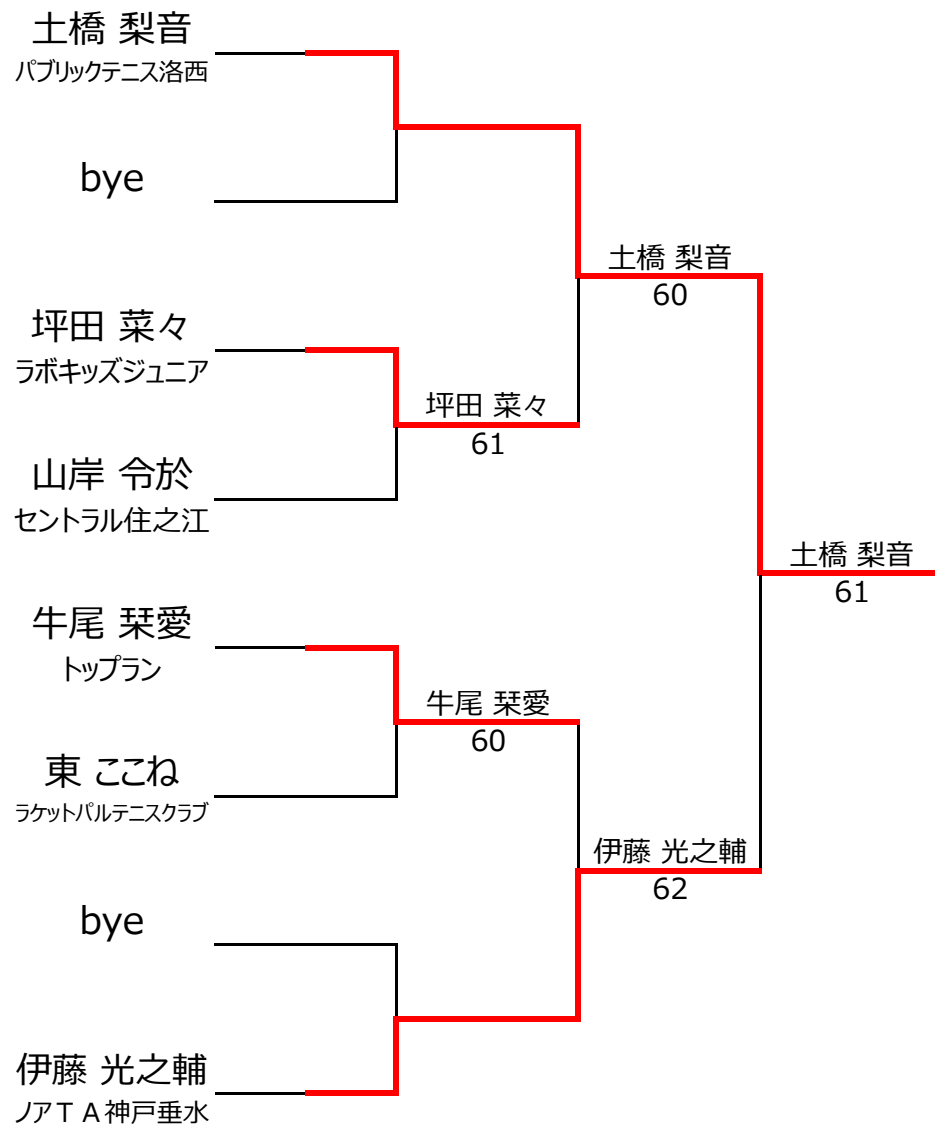 土橋 梨音
パブリックテニス洛西
bye
坪田 菜々
ラボキッズジュニア
山岸 令於
セントラル住之江
牛尾 栞愛
トップラン
東 ここね
ラケットパルテニスクラブ
bye
伊藤 光之輔
ノアＴＡ神戸垂水
坪田 菜々
61
牛尾 栞愛
60
土橋 梨音
60
伊藤 光之輔
62
土橋 梨音
61